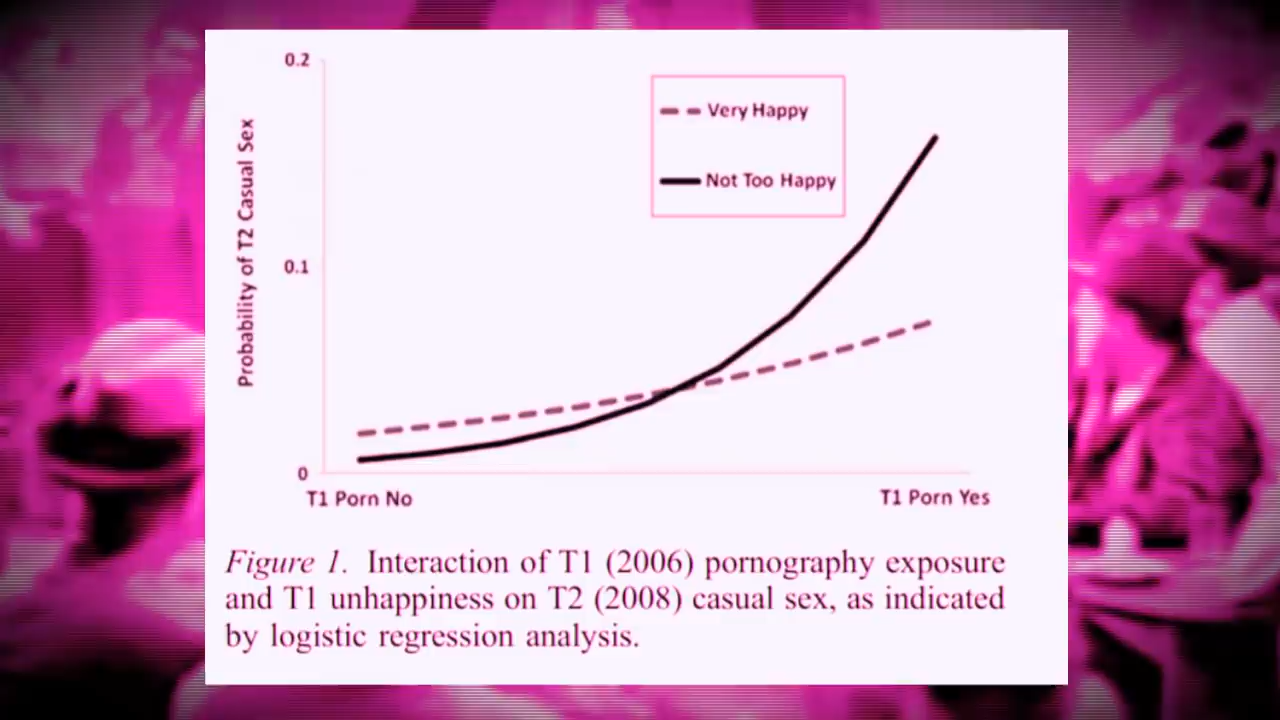 0.2
Very Happy
Not Too Happy
Probability of T2 Casual Sex
0.1
0
T1 Porn No
T1 Porn Yes
Figure 1. Interaction of T1 (2006) pornography exposure
and T1 unhappiness on T2 (2008) casual sex, as indicated
by logistic regression analysis.